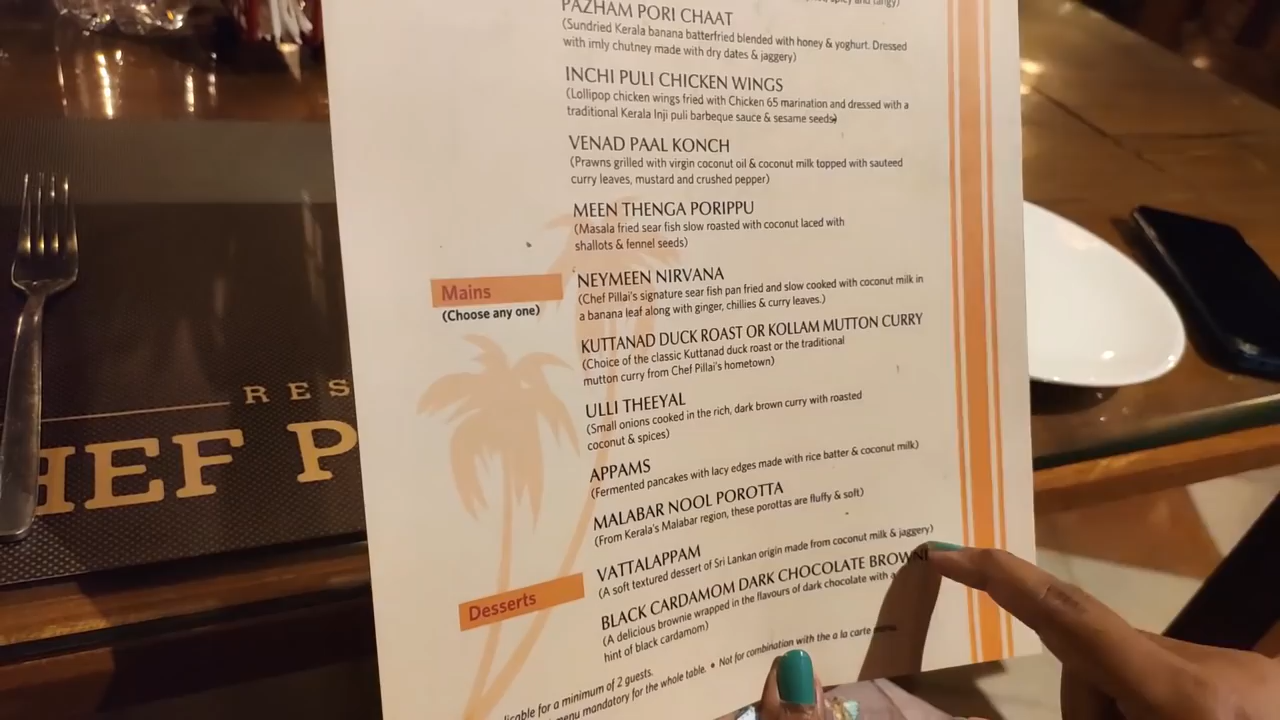 spicy and tangy)
PAZHAM PORI CHAAT
(Sundried Kerala banana batterfried blended with honey & yoghurt. Dressed
with imly chutney made with dry dates & jaggery)
INCHI PULI CHICKEN WINGS
(Lollipop chicken wings fried with Chicken 65 marination and dressed with a
traditional Kerala Inji puli barbeque sauce & sesame seeds)
VENAD PAAL KONCH
(Prawns grilled with virgin coconut oil & coconut milk topped with sauteed
curry leaves, mustard and crushed pepper)
MEEN THENGA PORIPPU
(Masala fried sear fish slow roasted with coconut laced with
shallots & fennel seeds)
Mains
(Choose any one)
NEYMEEN NIRVANA
(Chef Pillai's signature sear fish pan fried and slow cooked with coconut milk in
a banana leaf along with ginger, chillies & curry leaves.)
KUTTANAD DUCK ROAST OR KOLLAM MUTTON CURRY
(Choice of the classic Kuttanad duck roast or the traditional
mutton curry from Chef Pillai's hometown)
ULLI THEEYAL
(Small onions cooked in the rich, dark brown curry with roasted
coconut & spices)
APPAMS
(Fermented pancakes with lacy edges made with rice batter & coconut milk)
MALABAR NOOL POROTTA
(From Kerala's Malabar region, these porottas are fluffy & soft)
Desserts
VATTALAPPAM
(A soft textured dessert of Sri Lankan origin made from coconut milk & jaggery)
BLACK CARDAMOM DARK CHOCOLATE BROWNI
(A delicious brownie wrapped in the flavours of dark chocolate with a
hint of black cardamom)
licable for a minimum of 2 guests.
menu mandatory for the whole table. • Not for combination with the a la carte menu.
RES
HEF P